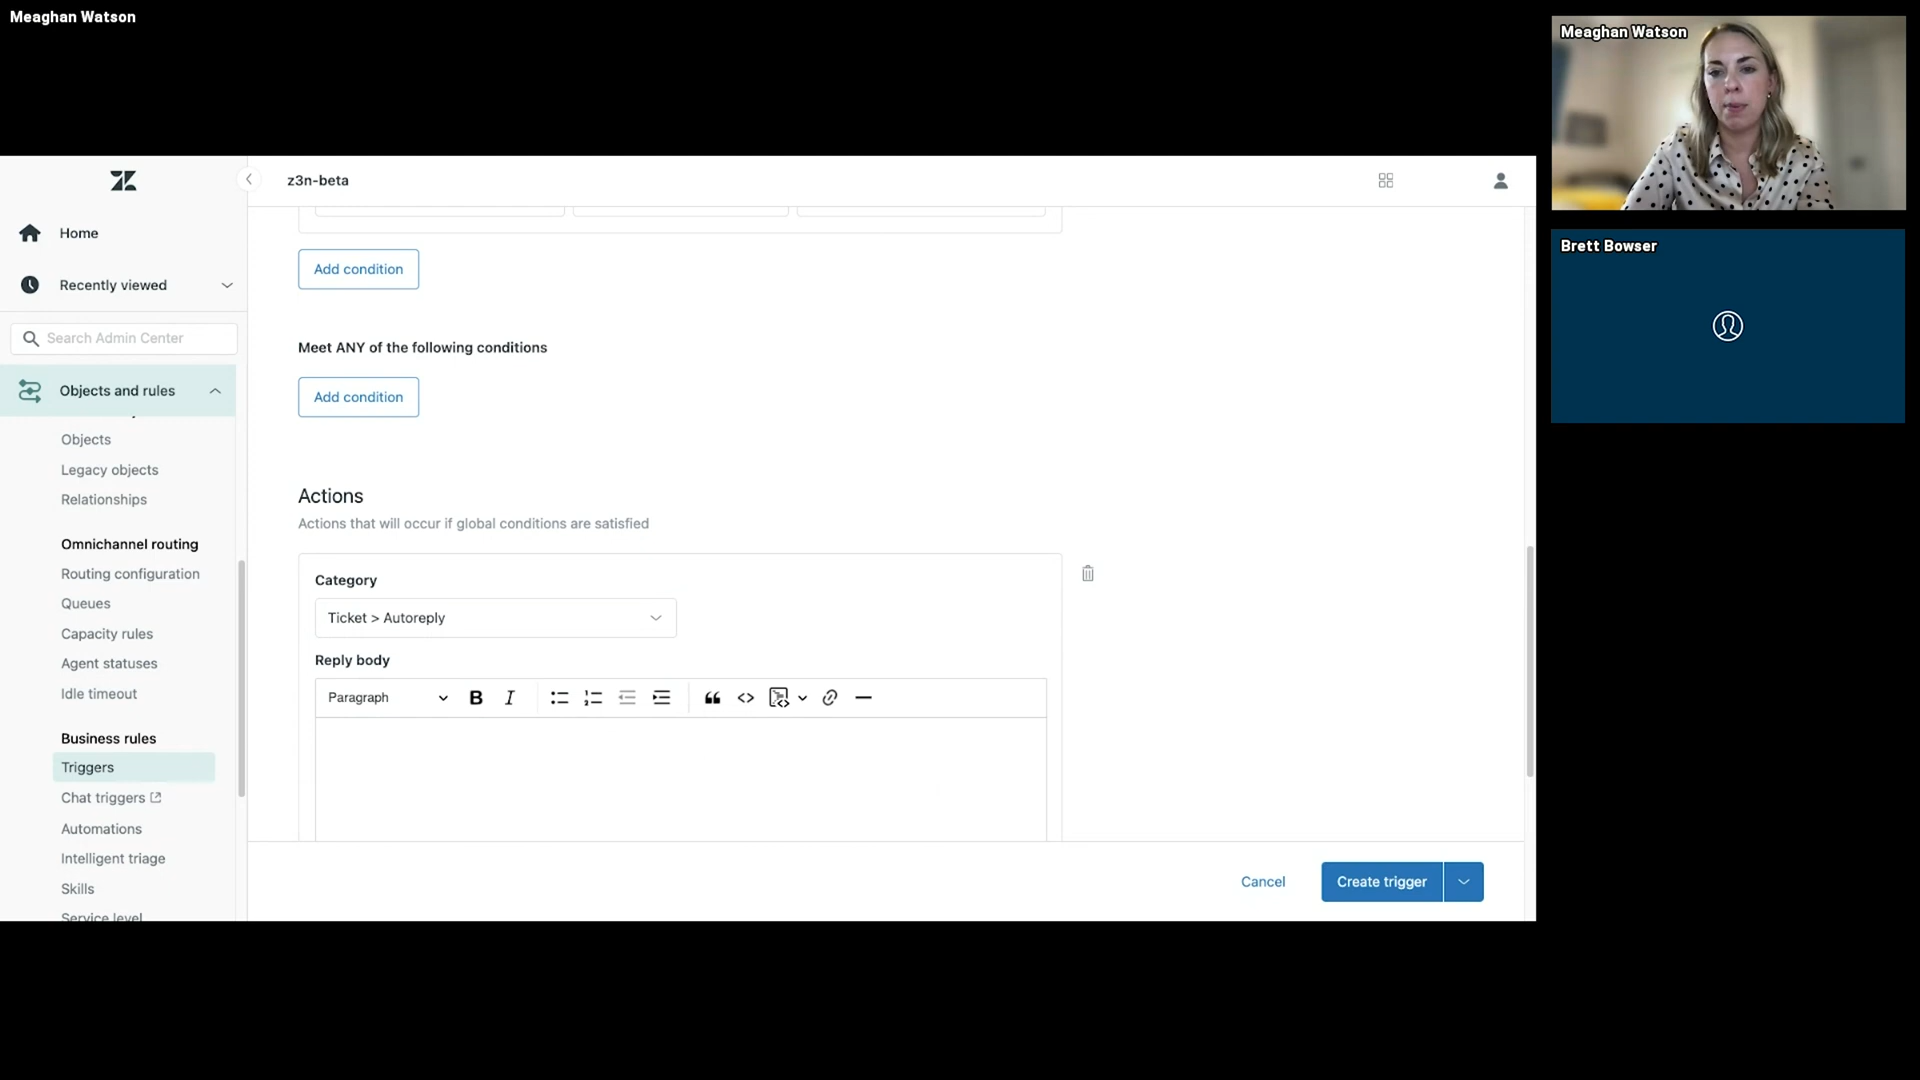 Meaghan Watson
Meaghan Watson
Brett Bowser
z3n-beta
Home
Recently viewed
Search Admin Center
Objects and rules
Objects
Legacy objects
Relationships
Omnichannel routing
Routing configuration
Queues
Capacity rules
Agent statuses
Idle timeout
Business rules
Triggers
Chat triggers
Automations
Intelligent triage
Skills
Service level
Add condition
Meet ANY of the following conditions
Add condition
Actions
Actions that will occur if global conditions are satisfied
Category
Ticket > Autoreply
Reply body
Paragraph
B I
Cancel
Create trigger